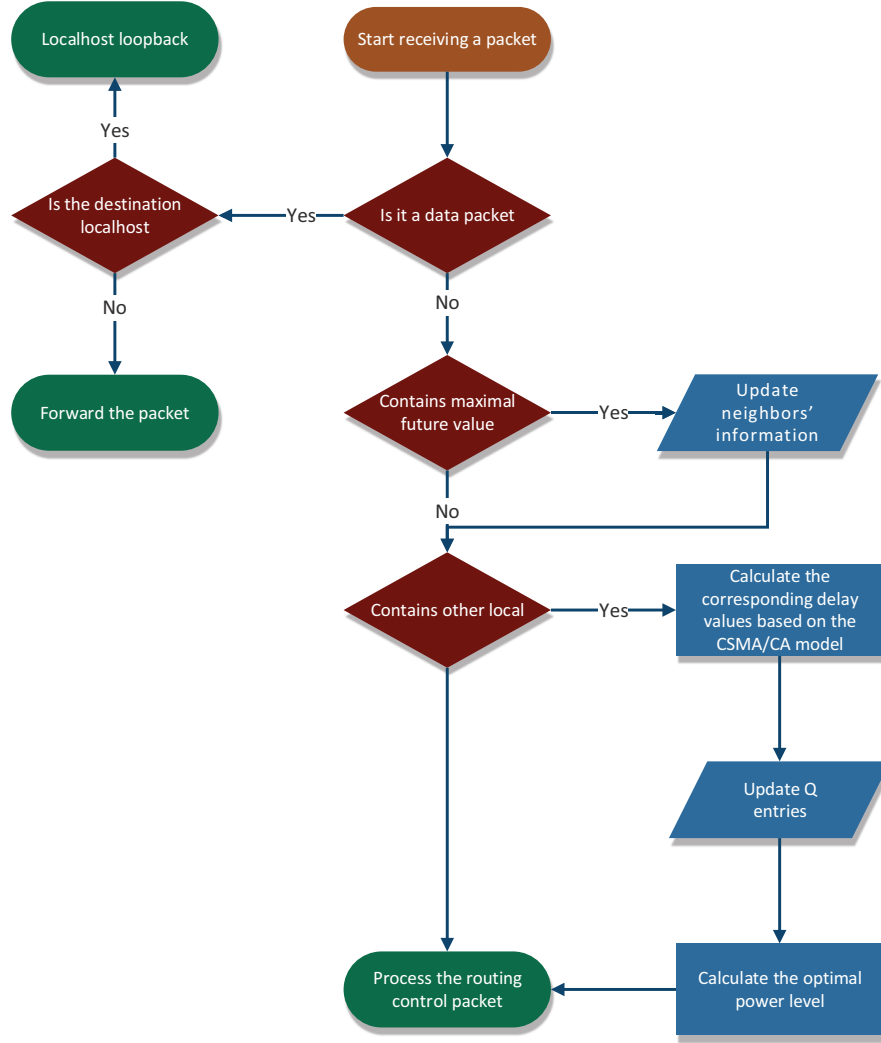 Localhost loopback
Start receiving a packet
Yes
Is the destination
localhost
Yes
Is it a data packet
No
No
Forward the packet
Contains maximal
future value
Yes
Update
neighbors’
information
No
Contains other local
Yes
Calculate the
corresponding delay
values based on the
CSMA/CA model
Update Q
entries
Process the routing
control packet
Calculate the optimal
power level